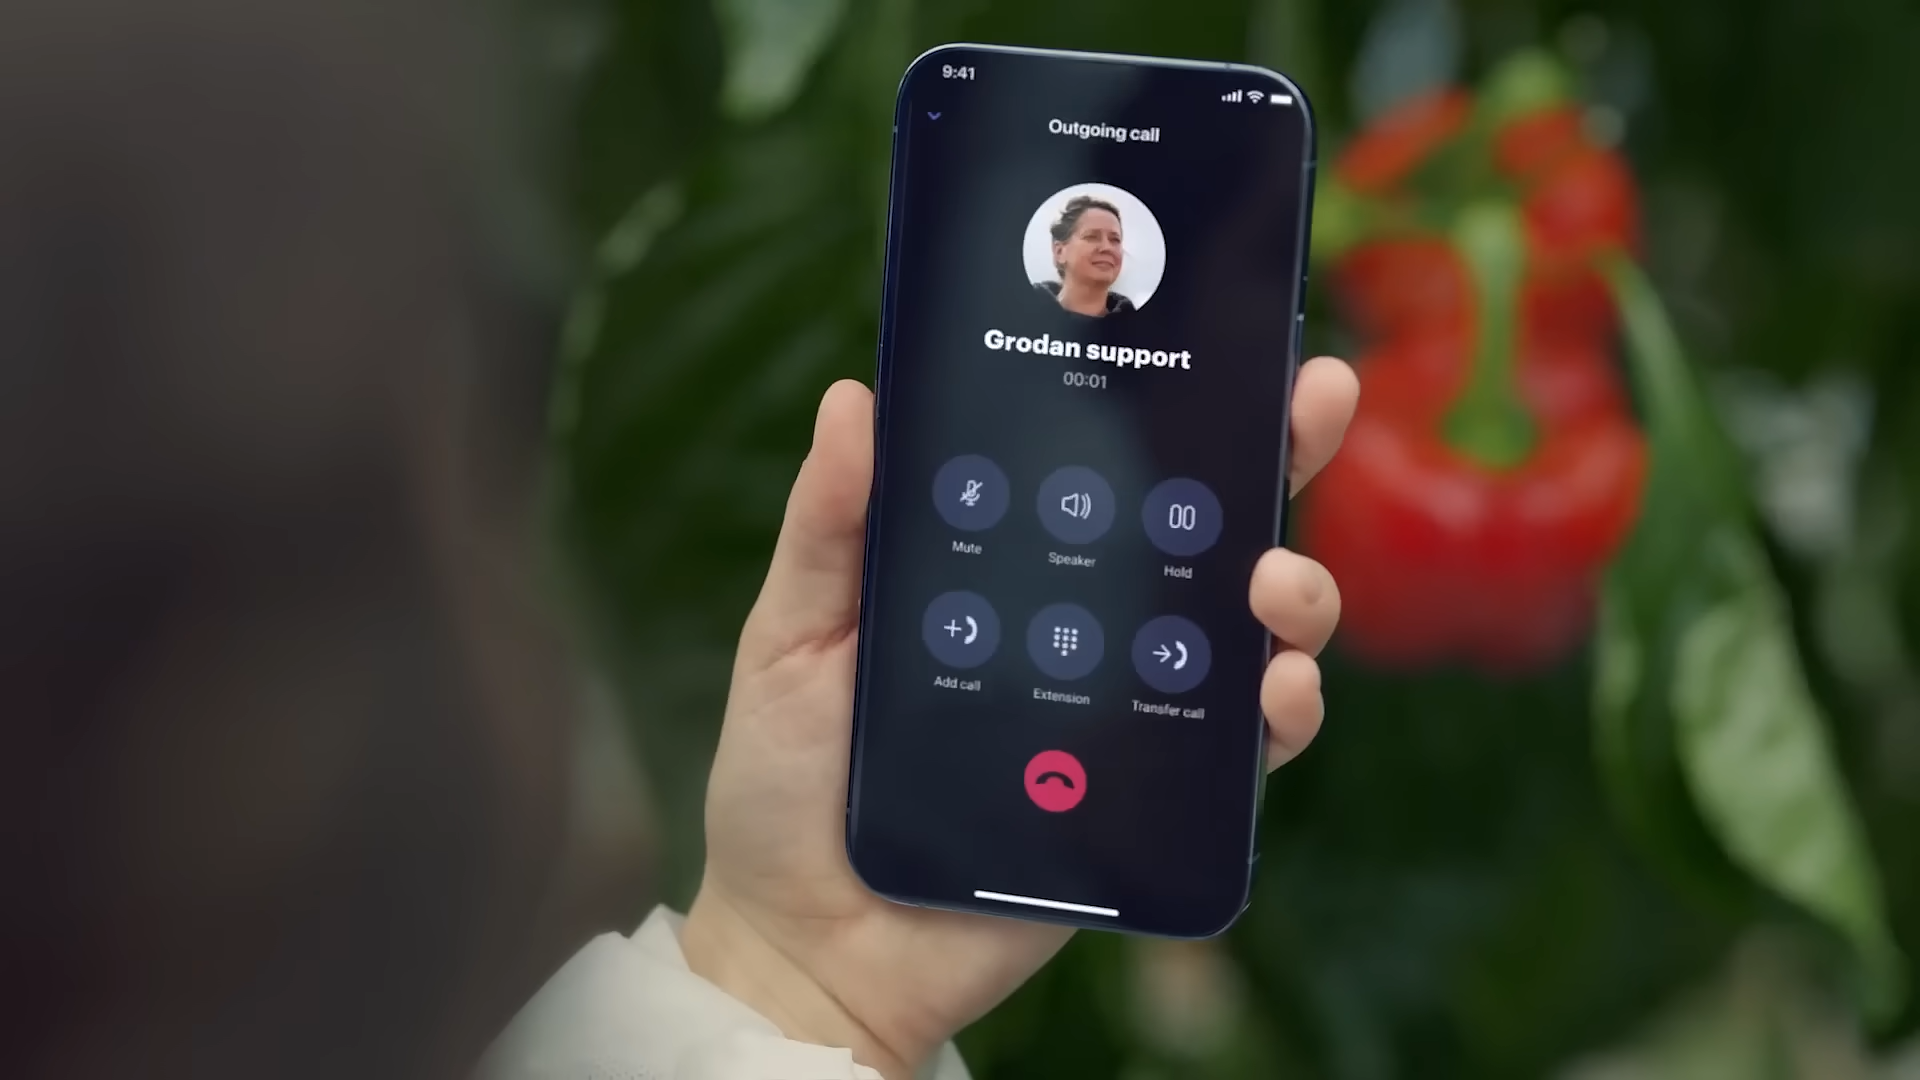 9:41
Outgoing call
Grodan support
00:01
Mute
Speaker
Hold
Add call
Extension
Transfer call